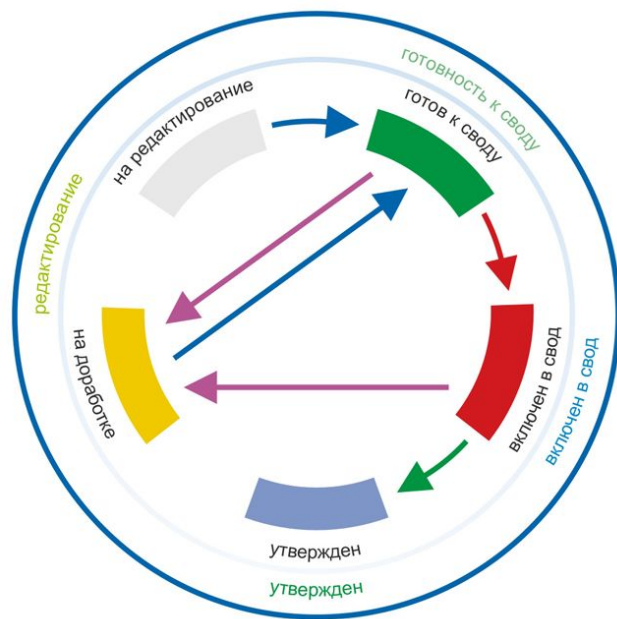 готовность к своду
на редактирование
готов к своду
редактирование
на доработке
включен в свод
включен в свод
утвержден
утвержден